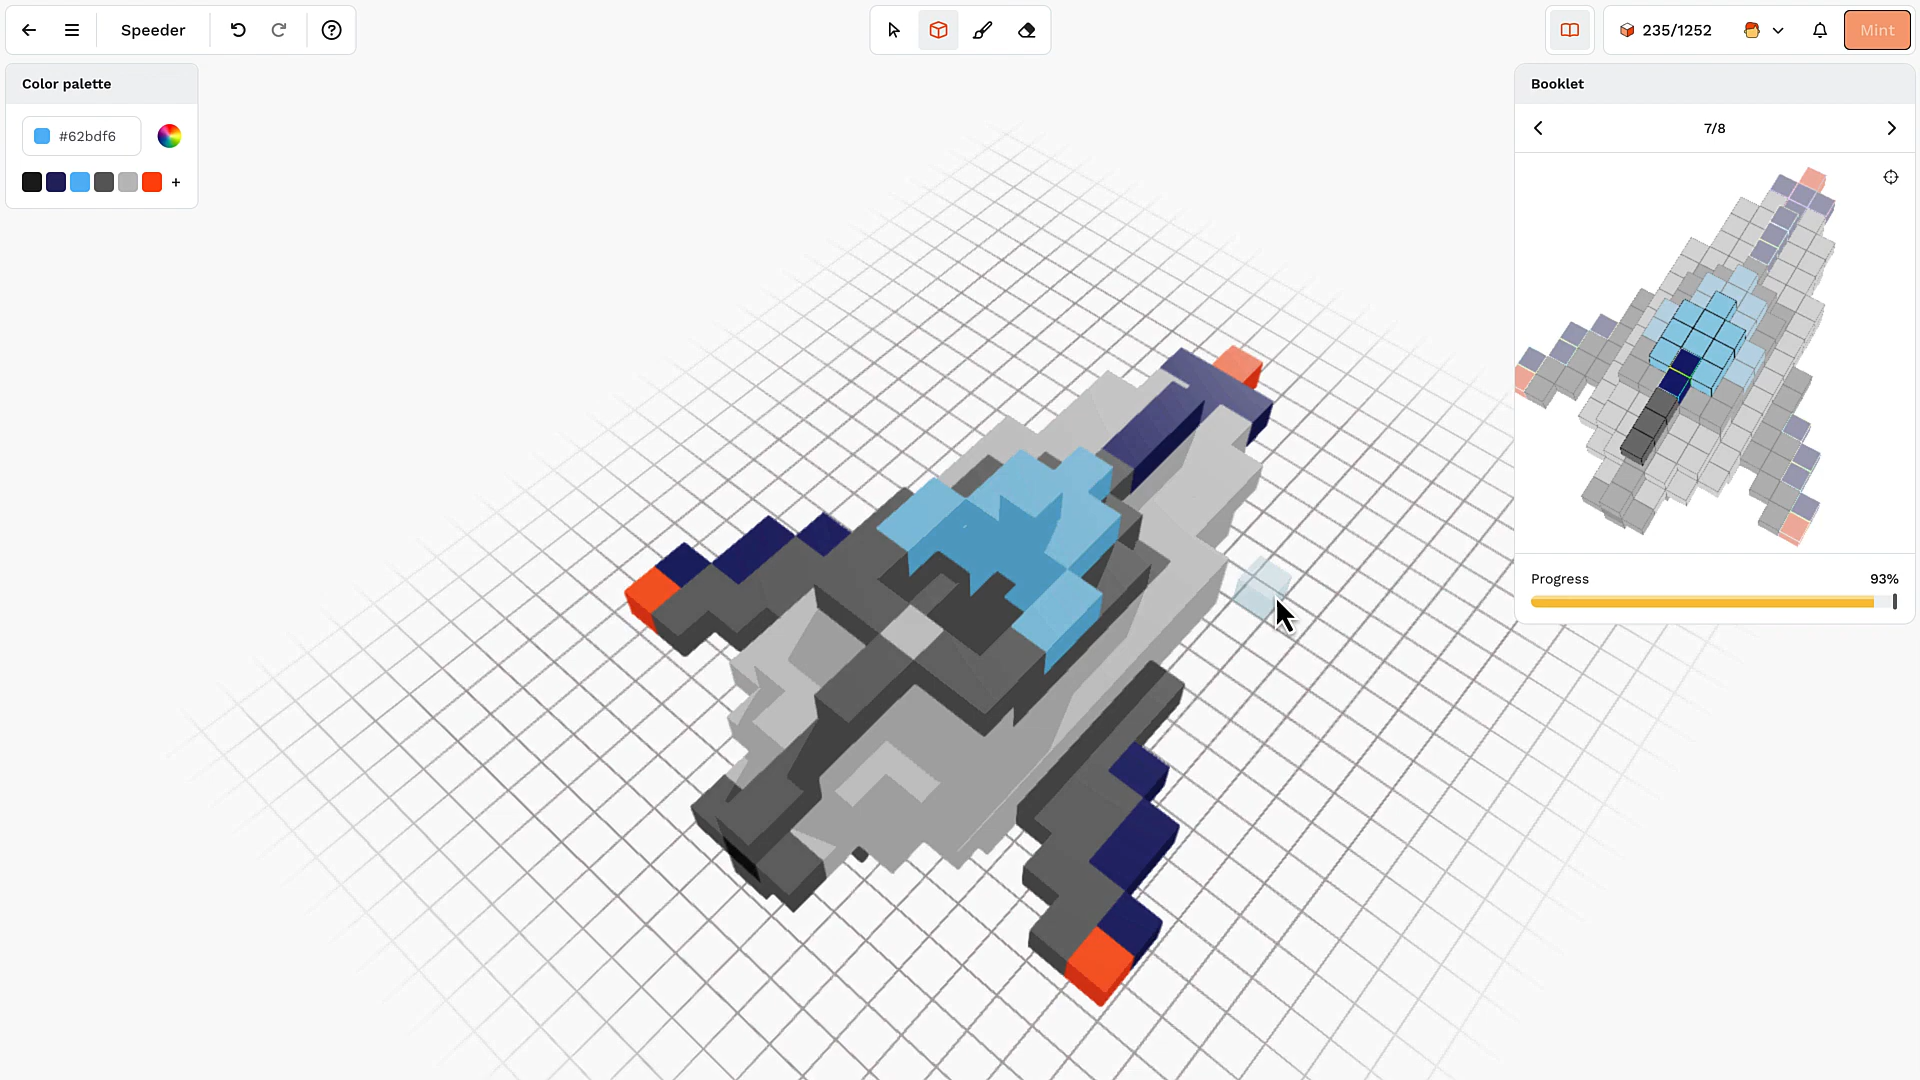 Speeder
235/1252
Mint
Color palette
#62bdf6
+
Booklet
7/8
Progress
93%